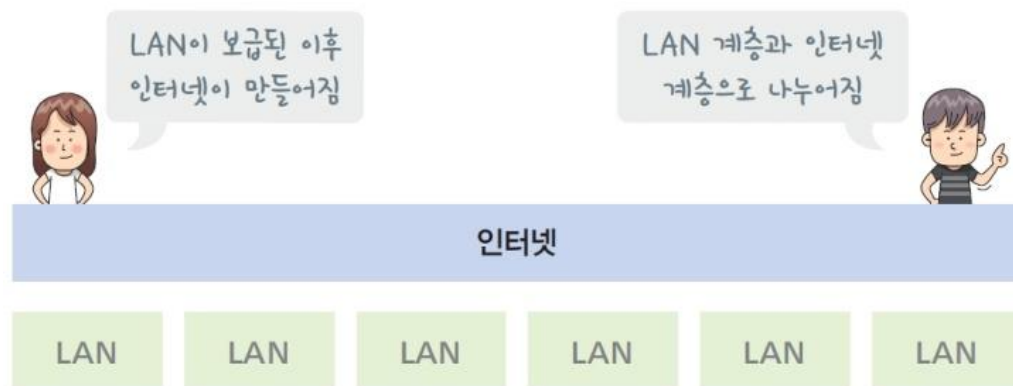 LAN이 보급된 이후
인터넷이 만들어짐
LAN 계층과 인터넷
계층으로 나누어짐
인터넷
LAN LAN LAN LAN LAN LAN